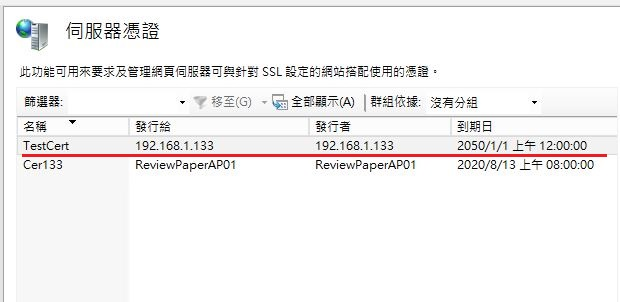 伺服器憑證
此功能可用來要求及管理網頁伺服器可與針對 SSL 設定的網站搭配使用的憑證。
篩選器: 移至(G) 全部顯示(A) 群組依據: 沒有分組
名稱 發行給 發行者 到期日
TestCert 192.168.1.133 192.168.1.133 2050/1/1 上午 12:00:00
Cer133 ReviewPaperAP01 ReviewPaperAP01 2020/8/13 上午 08:00:00